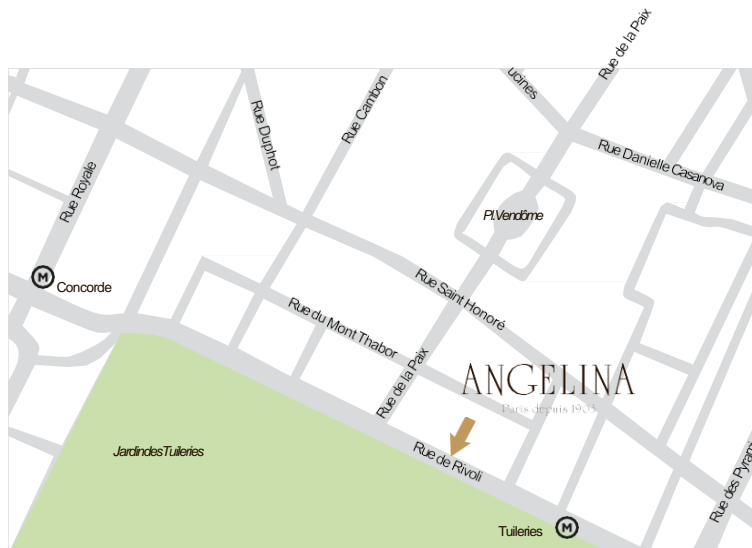 Rue de la Paix
ucines
Rue Cambon
Rue Duphot
Rue Danielle Casanova
Rue Royale
Pl.Vendôme
Concorde
Rue Saint Honoré
Rue du Mont Thabor
Rue de la Paix
ANGELINA
Paris depuis 1903
JardindesTuileries
Rue de Rivoli
Rue des Pyrami
Tuileries
M
M